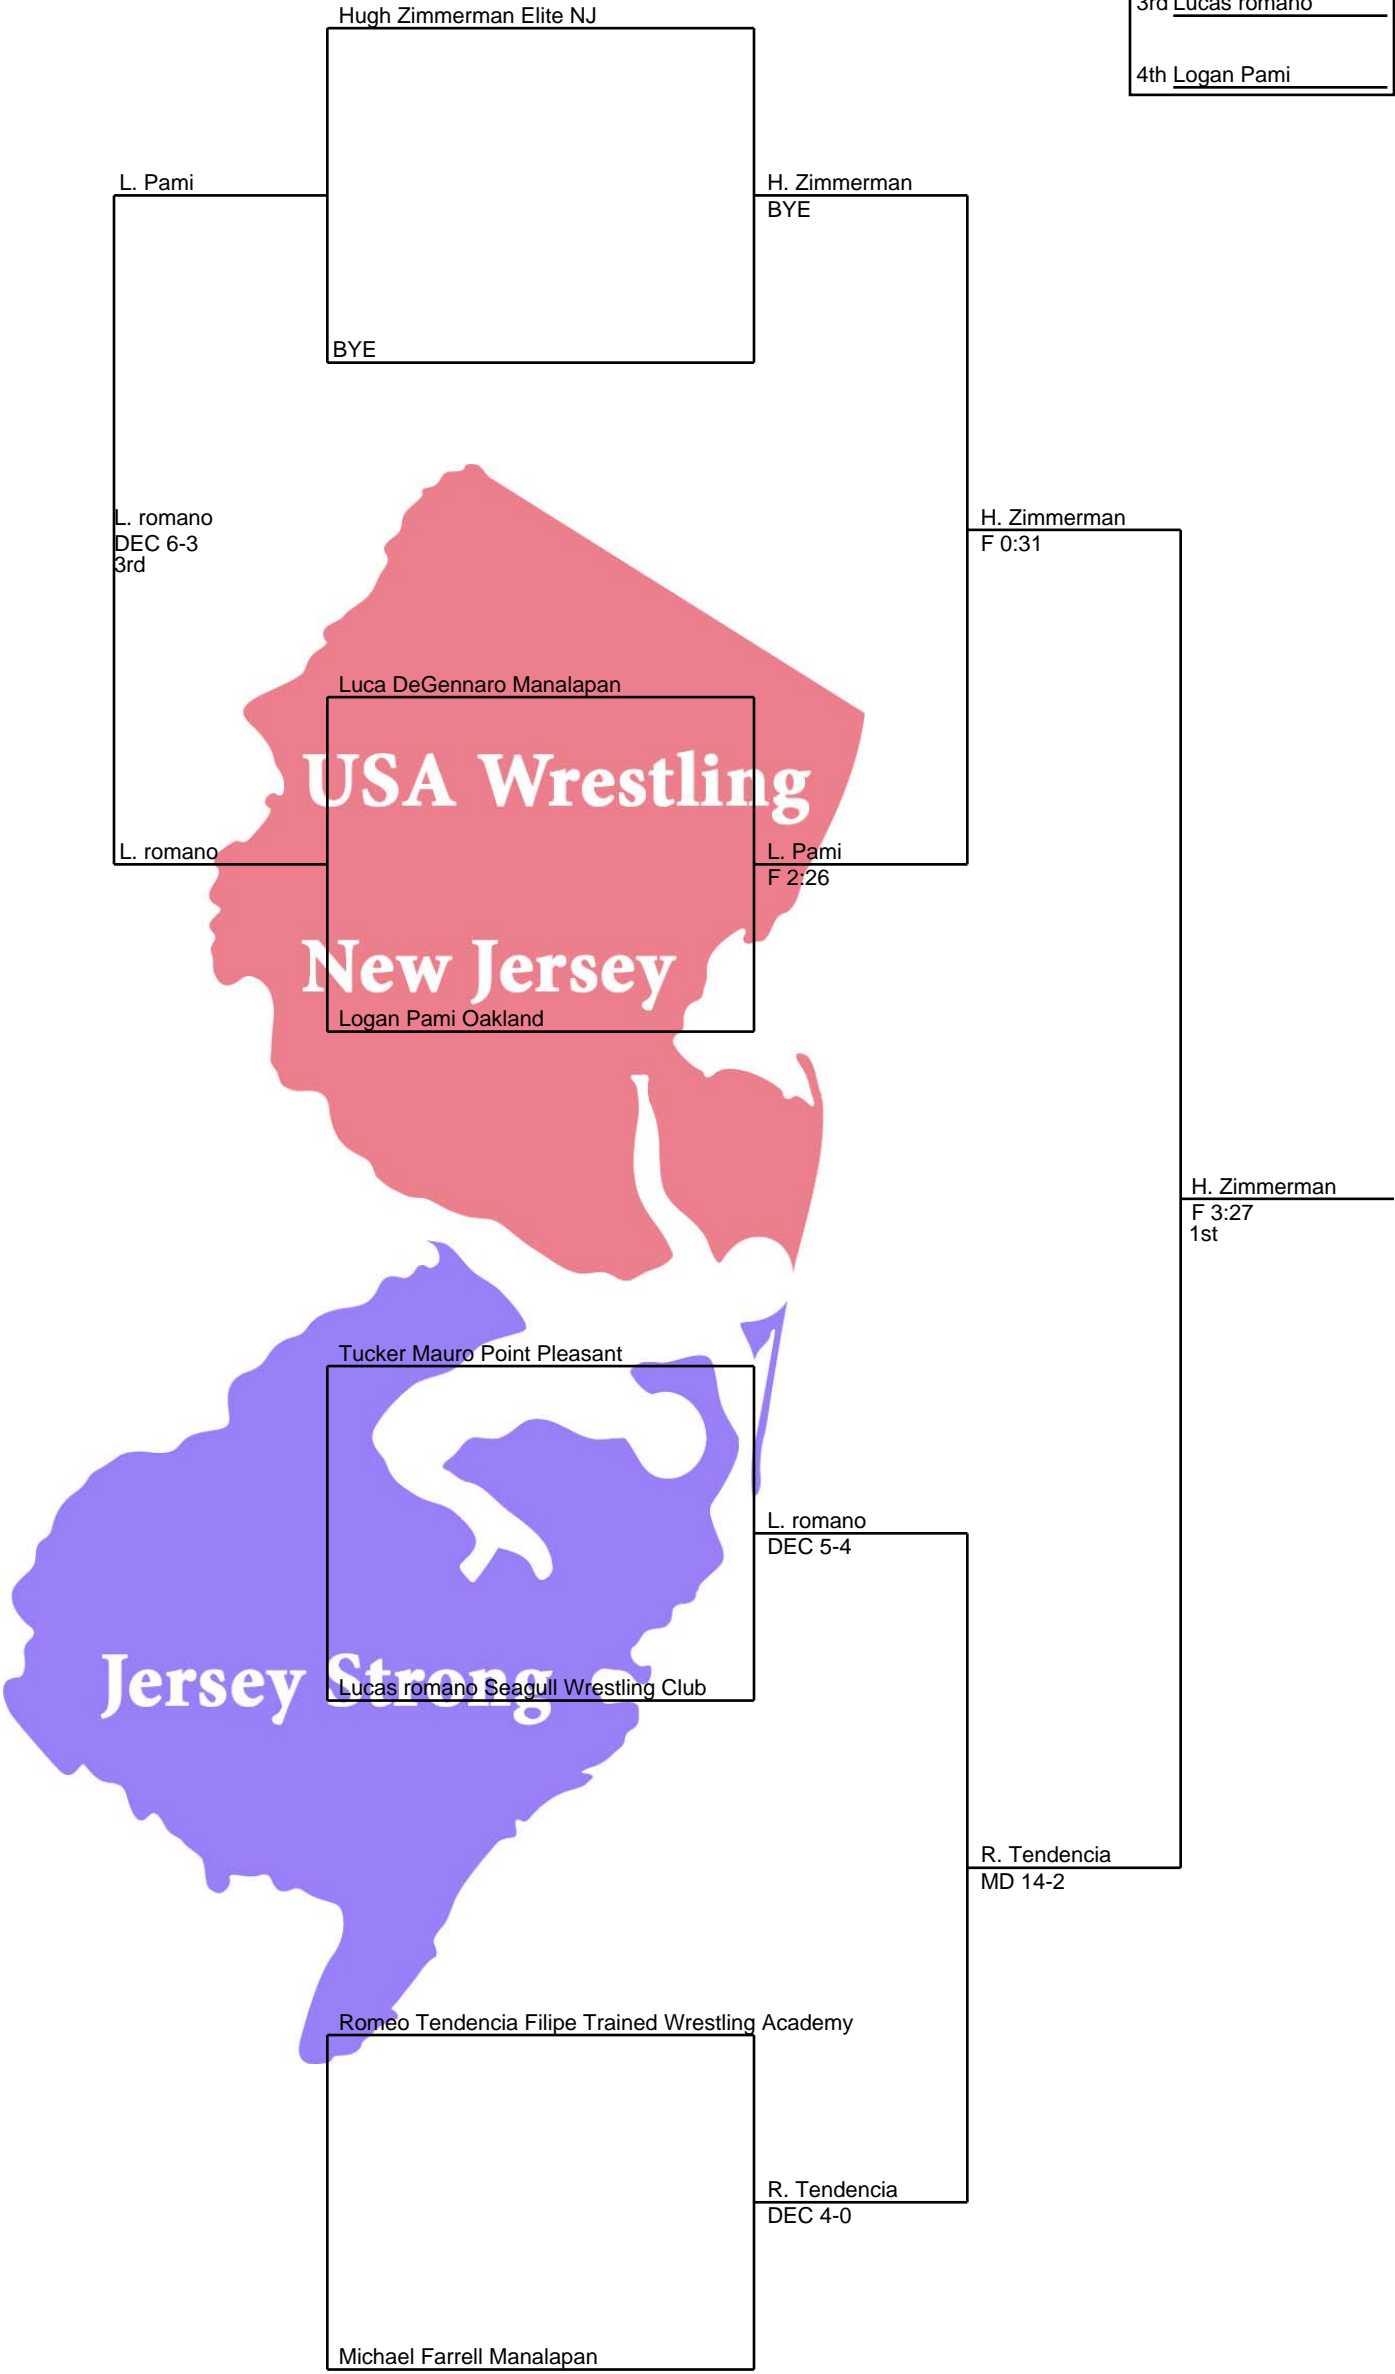 Hugh Zimmerman Elite NJ
3rd Lucas romano
4th Logan Pami
L. Pami
H. Zimmerman
BYE
BYE
L. romano
DEC 6-3
3rd
H. Zimmerman
F 0:31
Luca DeGennaro Manalapan
USA Wrestling
L. romano
L. Pami
F 2:26
New Jersey
Logan Pami Oakland
H. Zimmerman
F 3:27
1st
Tucker Mauro Point Pleasant
L. romano
DEC 5-4
Jersey Strong
Lucas romano Seagull Wrestling Club
R. Tendencia
MD 14-2
Romeo Tendencia Filipe Trained Wrestling Academy
R. Tendencia
DEC 4-0
Michael Farrell Manalapan